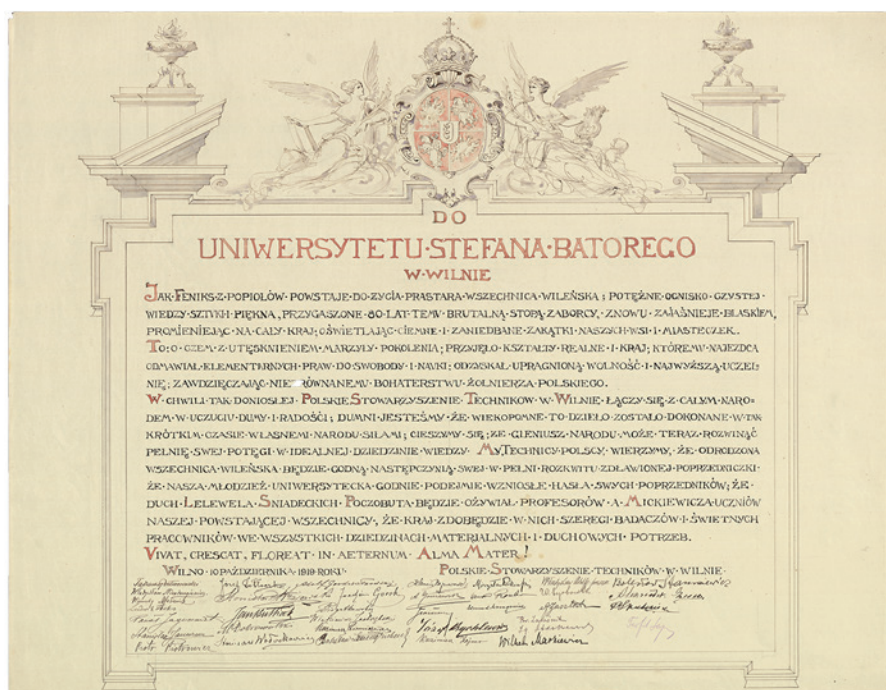 DO
UNIWERSYTETU·STEFANA·BATOREGO
W·WILNIE
JAK·FENIKS·Z·POPIOŁÓW·POWSTAJE·DO·ŻYCIA·PRASTARA·WSZECHNICA·WILEŃSKA; POTĘŻNE·OGNISKO·CZYSTEJ·
WIEDZY·SZTUKI·PIĘKNA, PRZYGASZONE·80·LAT·TEMU·BRUTALNĄ·STOPĄ·ZABORCY, ZNOWU·ZAJAŚNIEJE·BLASKIEM,
PROMIENIEJĄC·NA·CAŁY·KRAJ; OŚWIETLAJĄC·CIEMNE·I·ZANIEDBANE·ZAKĄTKI·NASZYCH·WSI·I·MIASTECZEK.
TO; O·CZEM·Z·UTĘSKNIENIEM·MARZYŁY·POKOLENIA; PRZYJĘŁO·KSZTAŁTY·REALNE·I·KRAJ; KTÓREMU·NAJEZDCA
ODMAWIAŁ·ELEMENTARNYCH·PRAW·DO·SWOBODY·I·NAUKI; ODZYSKAŁ·UPRAGNIONĄ·WOLNOŚĆ·I·NAJWYŻSZĄ·UCZEL-
NIĘ; ZAWDZIĘCZAJĄC·NIEZRÓWNANEMU·BOHATERSTWU·ŻOŁNIERZA·POLSKIEGO.
W·CHWILI·TAK·DONIOSŁEJ·POLSKIE·STOWARZYSZENIE·TECHNIKÓW·W·WILNIE·ŁĄCZY·SIĘ·Z·CAŁYM·NARO-
DEM·W·UCZUCIU·DUMY·I·RADOŚCI; DUMNI·JESTEŚMY·ŻE·WIEKOPOMNE·TO·DZIEŁO·ZOSTAŁO·DOKONANE·W·TAK
KRÓTKIM·CZASIE·WŁASNEMI·NARODU·SIŁAMI; CIESZYMY·SIĘ; ŻE·GIENIUSZ·NARODU·MOŻE·TERAZ·ROZWINĄĆ
PEŁNIĘ·SWEJ·POTĘGI·W·IDEALNEJ·DZIEDZINIE·WIEDZY·MY, TECHNICY·POLSCY, WIERZYMY, ŻE·ODRODZONA
WSZECHNICA·WILEŃSKA·BĘDZIE·GODNĄ·NASTĘPCZYNIĄ·SWEJ·W·PEŁNI·ROZKWITU·ZDŁAWIONEJ·POPRZEDNICZKI·
ŻE·NASZA·MŁODZIEŻ·UNIWERSYTECKA·GODNIE·PODEJMIE·WZNIOSŁE·HASŁA·SWYCH·POPRZEDNIKÓW; ŻE·
DUCH·LELEWELA·ŚNIADECKICH·POCZOBUTA·BĘDZIE·OŻYWIAŁ·PROFESORÓW·A·MICKIEWICZA·UCZNIÓW
NASZEJ·POWSTAJĄCEJ·WSZECHNICY, ŻE·KRAJ·ZDOBĘDZIE·W·NICH·SZEREGI·BADACZÓW·I·ŚWIETNYCH
PRACOWNIKÓW·WE·WSZYSTKICH·DZIEDZINACH·MATERJALNYCH·I·DUCHOWYCH·POTRZEB.
VIVAT, CRESCAT, FLOREAT·IN·AETERNUM·ALMA·MATER!
WILNO·10·PAŹDZIERNIKA·1919·ROKU· POLSKIE·STOWARZYSZENIE·TECHNIKÓW·W·WILNIE·